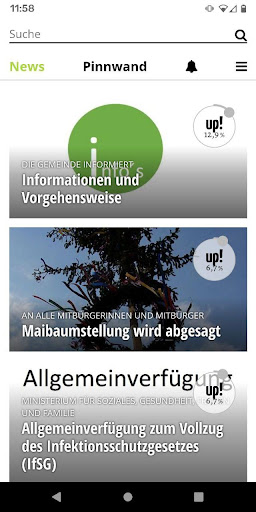 11:58
Suche
News Pinnwand
infos
up!
12,9 %
DIE GEMEINDE INFORMIERT
Informationen und
Vorgehensweise
up!
6,7 %
AN ALLE MITBÜRGERINNEN UND MITBÜRGER
Maibaumstellung wird abgesagt
Allgemeinverfügung
up!
6,7 %
MINISTERIUM FÜR SOZIALES, GESUNDHEIT,
UND FAMILIE
Allgemeinverfügung zum Vollzug
des Infektionsschutzgesetzes
(IfSG)